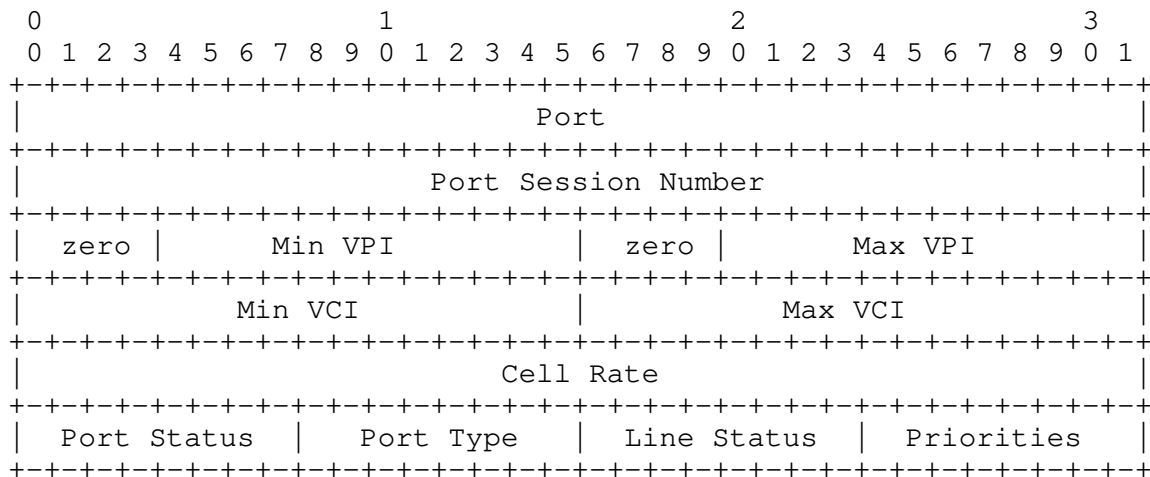 0                   1                   2                   3
 0 1 2 3 4 5 6 7 8 9 0 1 2 3 4 5 6 7 8 9 0 1 2 3 4 5 6 7 8 9 0 1
+-+-+-+-+-+-+-+-+-+-+-+-+-+-+-+-+-+-+-+-+-+-+-+-+-+-+-+-+-+-+-+-+
|                             Port                              |
+-+-+-+-+-+-+-+-+-+-+-+-+-+-+-+-+-+-+-+-+-+-+-+-+-+-+-+-+-+-+-+-+
|                       Port Session Number                     |
+-+-+-+-+-+-+-+-+-+-+-+-+-+-+-+-+-+-+-+-+-+-+-+-+-+-+-+-+-+-+-+-+
|  zero |      Min VPI          |  zero |       Max VPI         |
+-+-+-+-+-+-+-+-+-+-+-+-+-+-+-+-+-+-+-+-+-+-+-+-+-+-+-+-+-+-+-+-+
|            Min VCI            |           Max VCI             |
+-+-+-+-+-+-+-+-+-+-+-+-+-+-+-+-+-+-+-+-+-+-+-+-+-+-+-+-+-+-+-+-+
|                           Cell Rate                           |
+-+-+-+-+-+-+-+-+-+-+-+-+-+-+-+-+-+-+-+-+-+-+-+-+-+-+-+-+-+-+-+-+
|  Port Status  |   Port Type   |  Line Status  |  Priorities   |
+-+-+-+-+-+-+-+-+-+-+-+-+-+-+-+-+-+-+-+-+-+-+-+-+-+-+-+-+-+-+-+-+